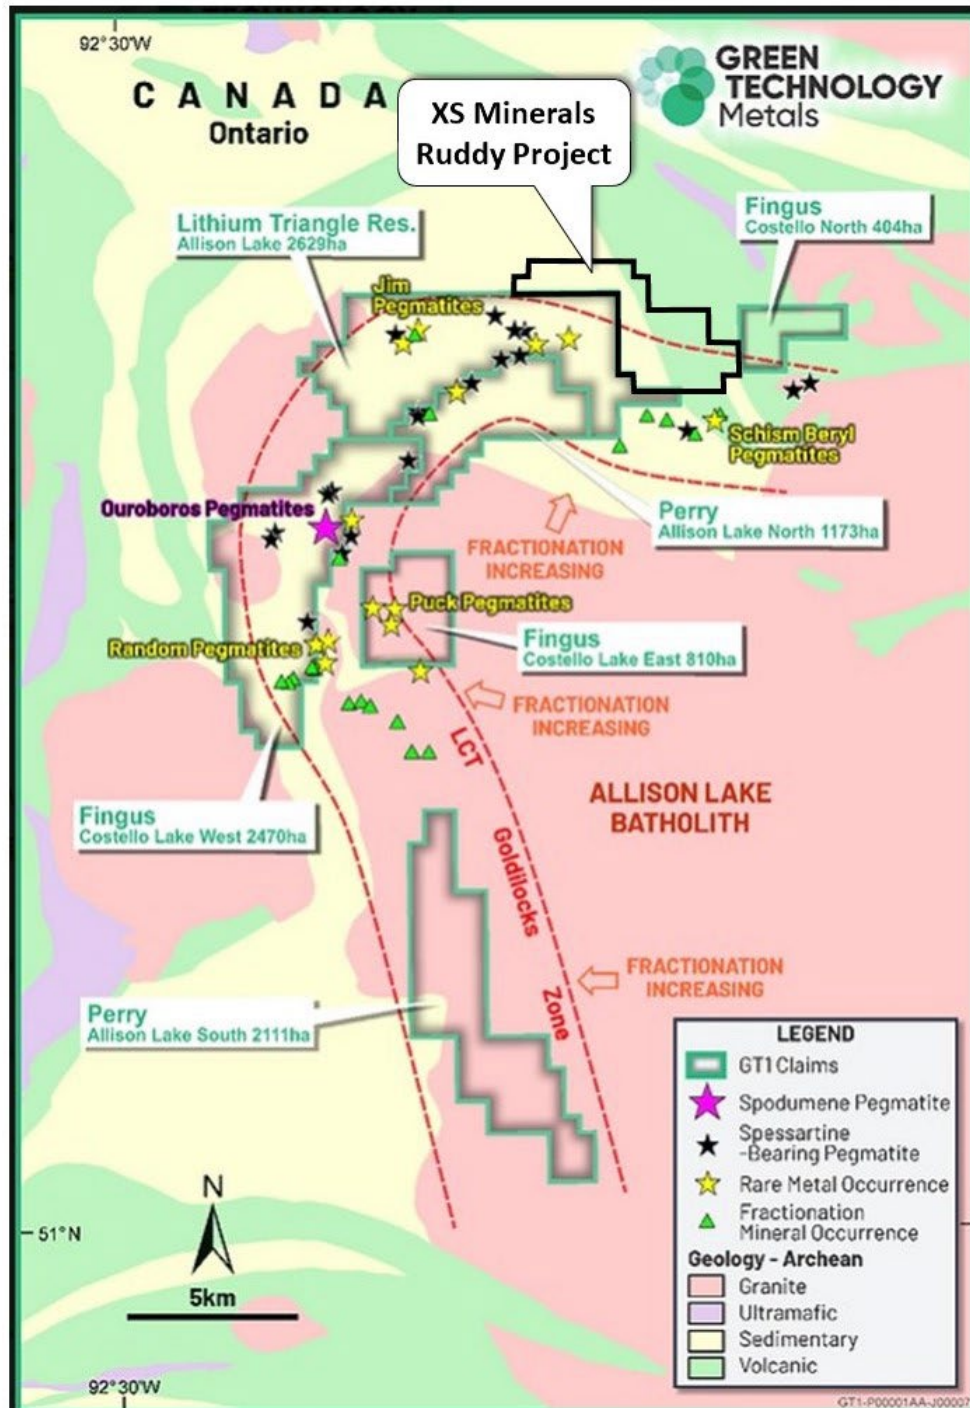 92°30'W
CANADA
Ontario
GREEN
TECHNOLOGY
Metals
XS Minerals
Ruddy Project
Lithium Triangle Res.
Allison Lake 2629ha
Fingus
Costello North 404ha
Jim
Pegmatites
Schism Beryl
Pegmatites
Ouroboros Pegmatites
Perry
Allison Lake North 1173ha
FRACTIONATION
INCREASING
Puck Pegmatites
Random Pegmatites
Fingus
Costello Lake East 810ha
FRACTIONATION
INCREASING
LCT
Goldilocks
Zone
ALLISON LAKE
BATHOLITH
Fingus
Costello Lake West 2470ha
FRACTIONATION
INCREASING
Perry
Allison Lake South 2111ha
LEGEND
GT1 Claims
Spodumene Pegmatite
Spessartine
-Bearing Pegmatite
Rare Metal Occurrence
Fractionation
Mineral Occurrence
Geology - Archean
Granite
Ultramafic
Sedimentary
Volcanic
N
51°N
5km
92°30'W
GT1-P00001AA-J00007